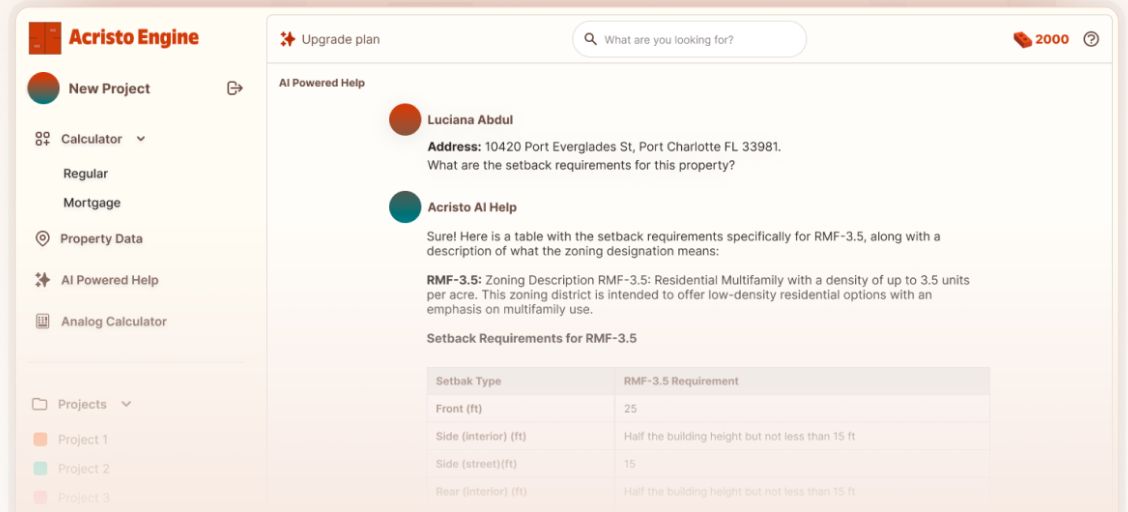 Acristo Engine
Upgrade plan
What are you looking for?
2000
New Project
AI Powered Help
Calculator
Regular
Mortgage
Property Data
AI Powered Help
Analog Calculator
Projects
Project 1
Project 2
Project 3
Luciana Abdul
Address: 10420 Port Everglades St, Port Charlotte FL 33981.
What are the setback requirements for this property?
Acristo AI Help
Sure! Here is a table with the setback requirements specifically for RMF-3.5, along with a
description of what the zoning designation means:
RMF-3.5: Zoning Description RMF-3.5: Residential Multifamily with a density of up to 3.5 units
per acre. This zoning district is intended to offer low-density residential options with an
emphasis on multifamily use.
Setback Requirements for RMF-3.5
Setbak Type RMF-3.5 Requirement
Front (ft) 25
Side (interior) (ft) Half the building height but not less than 15 ft
Side (street)(ft) 15
Rear (interior) (ft) Half the building height but not less than 15 ft